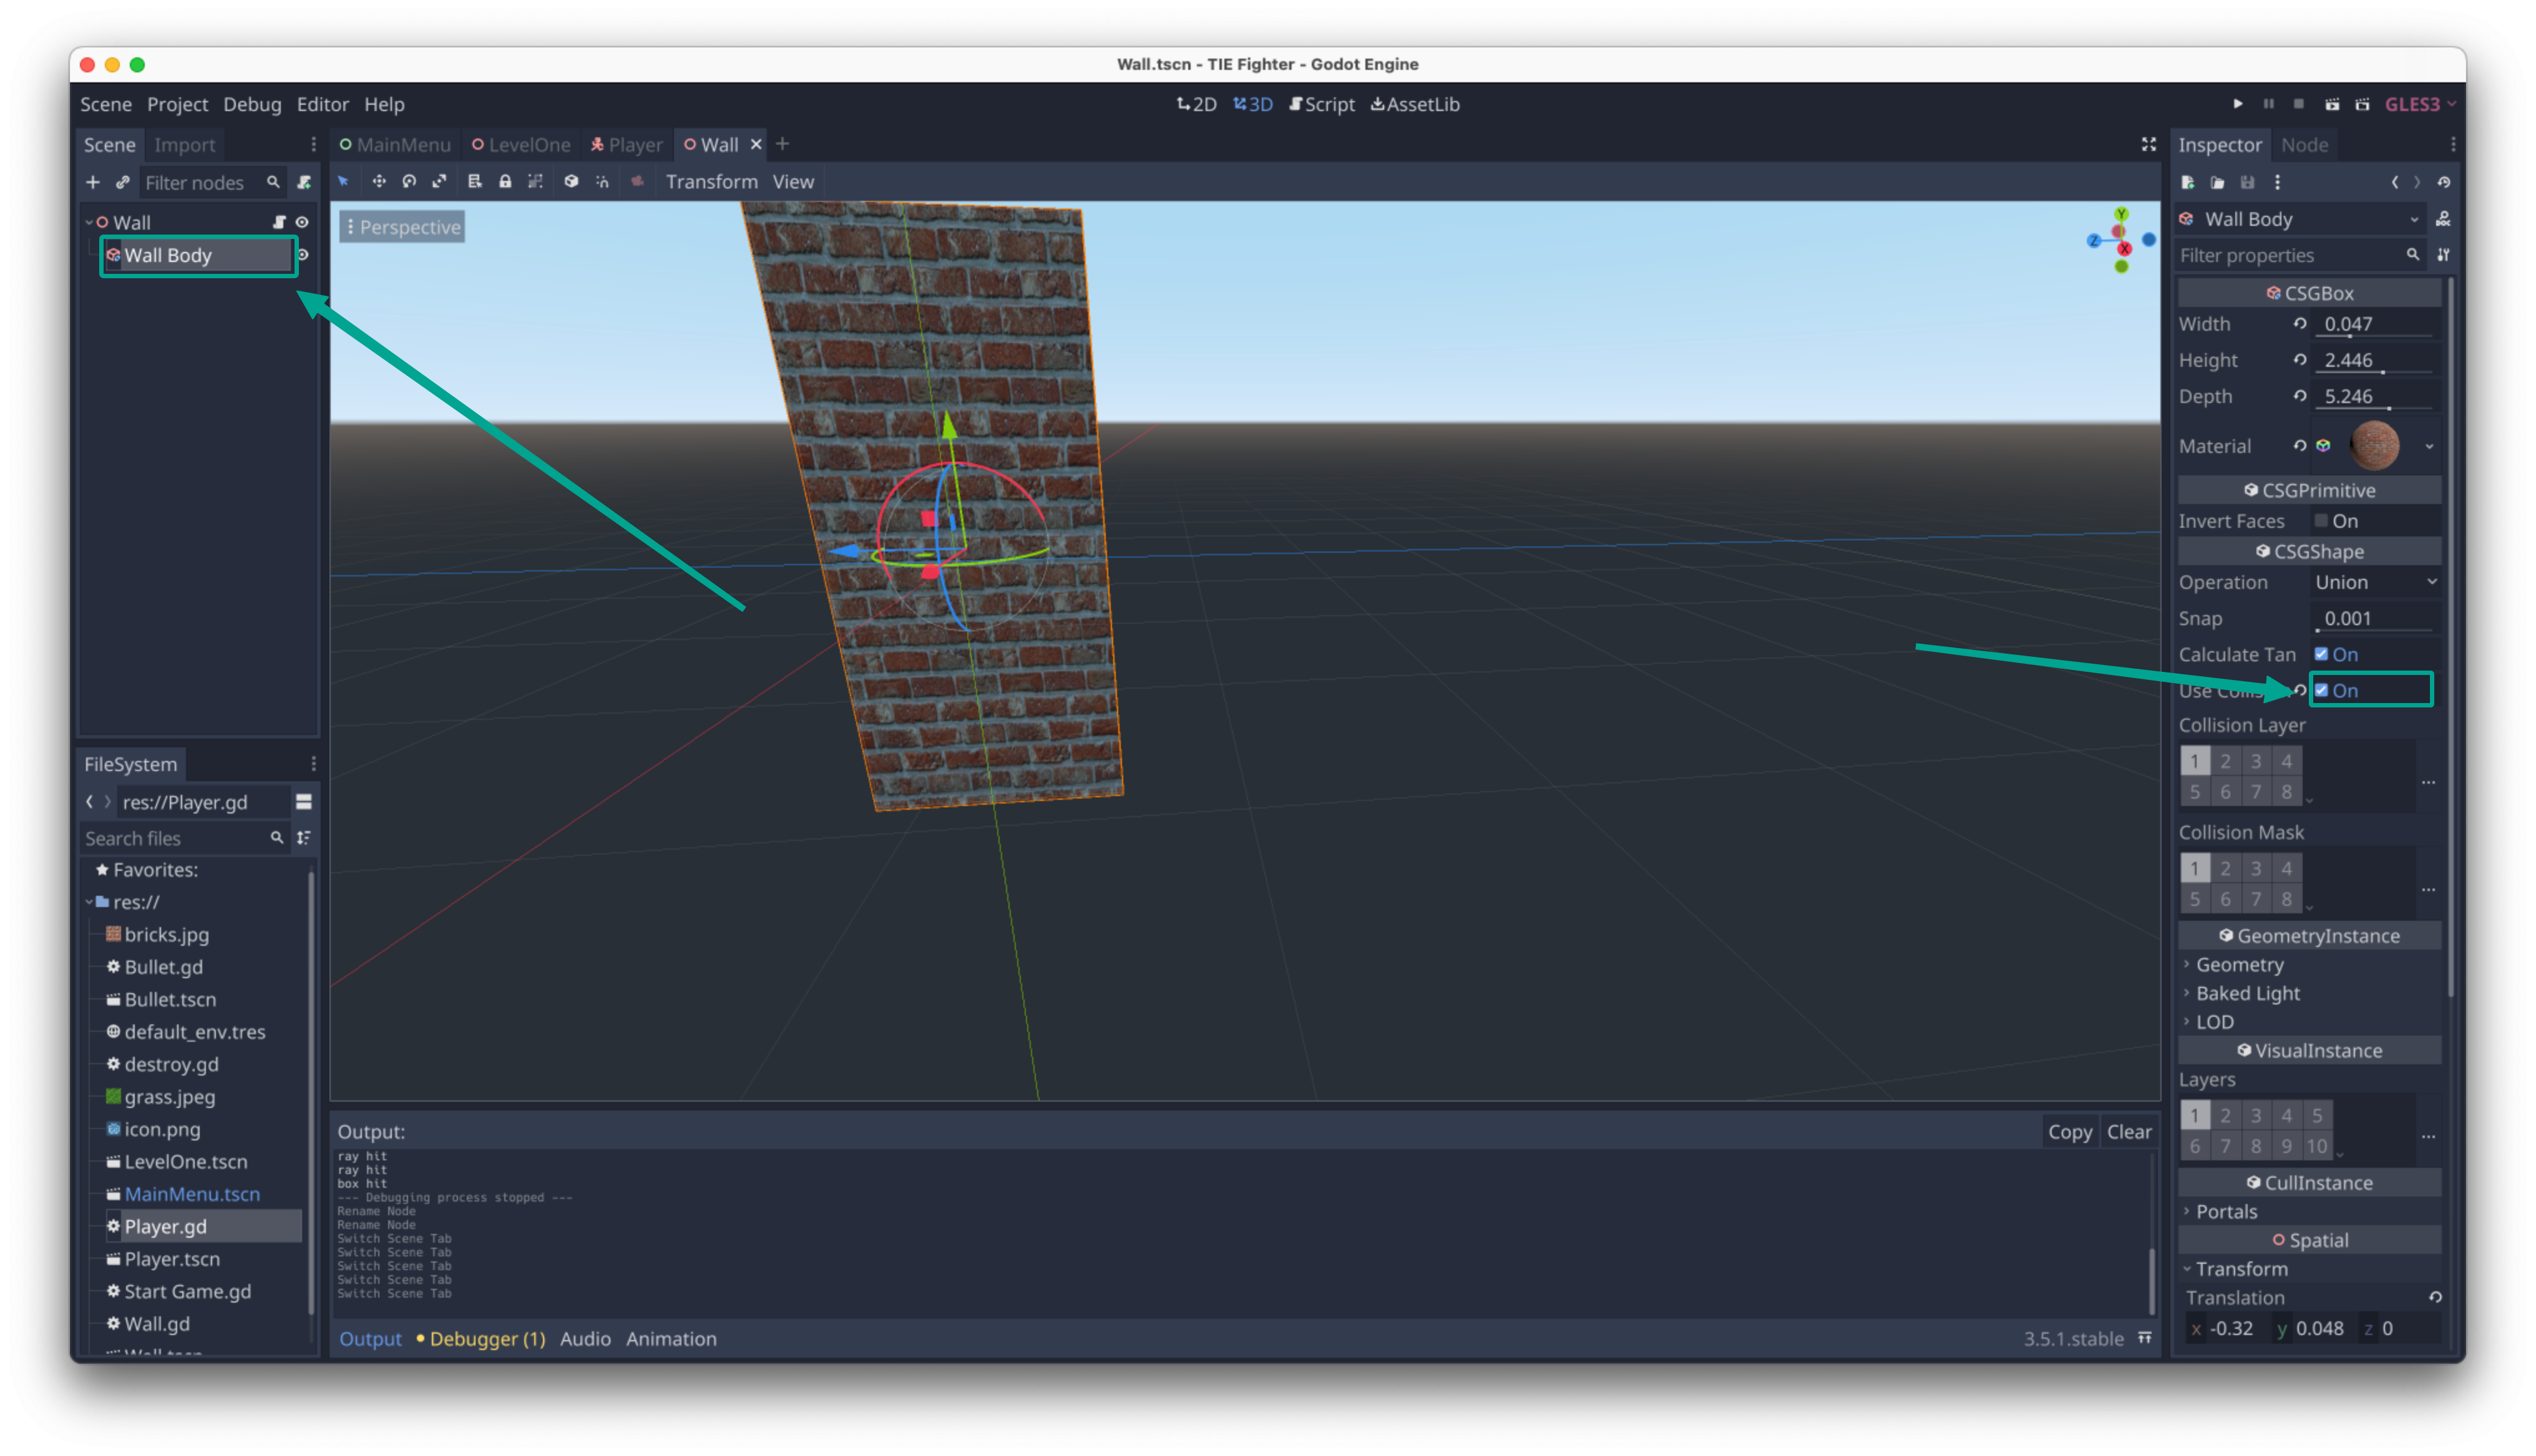 Wall.tscn - TIE Fighter - Godot Engine
Scene Project Debug Editor Help
2D 3D Script AssetLib
GLES3
Scene Import
MainMenu LevelOne Player Wall
Inspector Node
Filter nodes
Transform View
Wall
Wall Body
Perspective
Y
Z
X
Wall Body
Filter properties
CSGBox
Width 0.047
Height 2.446
Depth 5.246
Material
CSGPrimitive
Invert Faces On
CSGShape
Operation Union
Snap 0.001
Calculate Tan On
Use On
Collision Layer
1 2 3 4
5 6 7 8
Collision Mask
1 2 3 4
5 6 7 8
GeometryInstance
Geometry
Baked Light
LOD
VisualInstance
Layers
1 2 3 4 5
6 7 8 9 10
CullInstance
Portals
Spatial
Transform
Translation
x -0.32 y 0.048 z 0
FileSystem
res://Player.gd
Search files
Favorites:
res://
bricks.jpg
Bullet.gd
Bullet.tscn
default_env.tres
destroy.gd
grass.jpeg
icon.png
LevelOne.tscn
MainMenu.tscn
Player.gd
Player.tscn
Start Game.gd
Wall.gd
Wall.tscn
Output:
Copy Clear
ray hit
ray hit
box hit
--- Debugging process stopped ---
Rename Node
Rename Node
Switch Scene Tab
Switch Scene Tab
Switch Scene Tab
Switch Scene Tab
Switch Scene Tab
Output Debugger (1) Audio Animation
3.5.1.stable